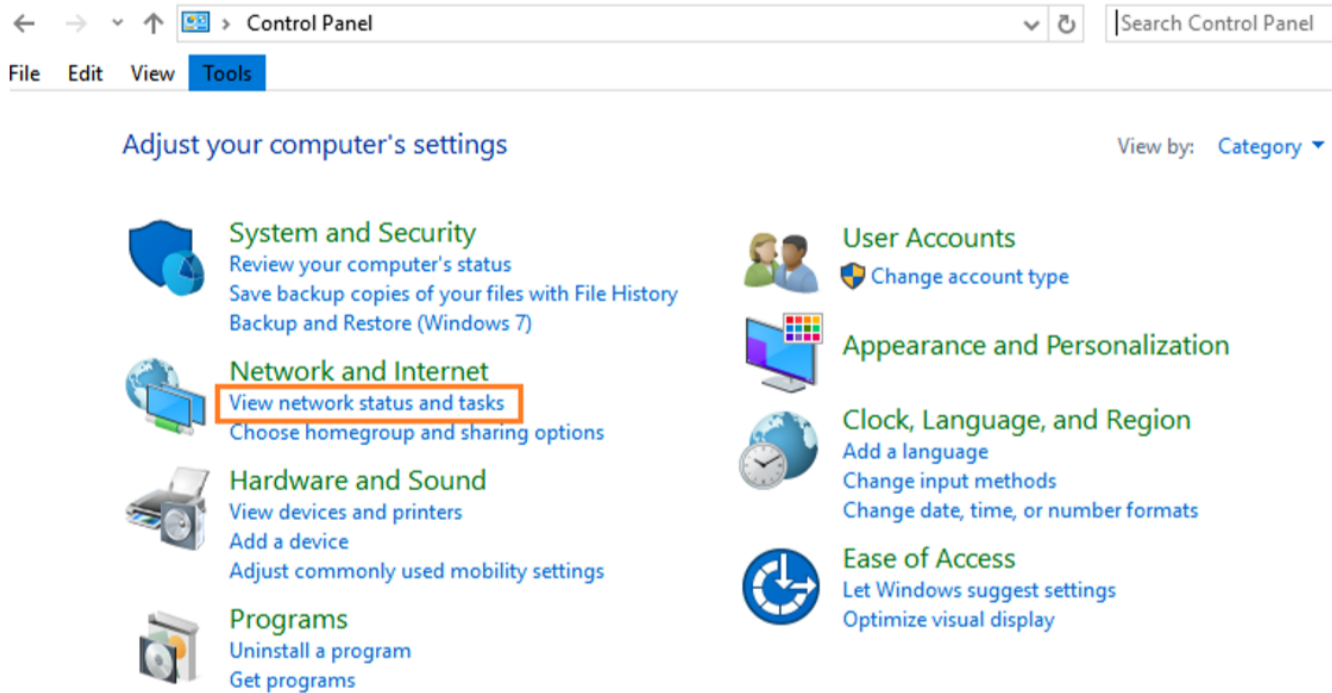 Control Panel
Search Control Panel
File Edit View Tools
Adjust your computer's settings
View by: Category
System and Security
Review your computer's status
Save backup copies of your files with File History
Backup and Restore (Windows 7)
Network and Internet
View network status and tasks
Choose homegroup and sharing options
Hardware and Sound
View devices and printers
Add a device
Adjust commonly used mobility settings
Programs
Uninstall a program
Get programs
User Accounts
Change account type
Appearance and Personalization
Clock, Language, and Region
Add a language
Change input methods
Change date, time, or number formats
Ease of Access
Let Windows suggest settings
Optimize visual display